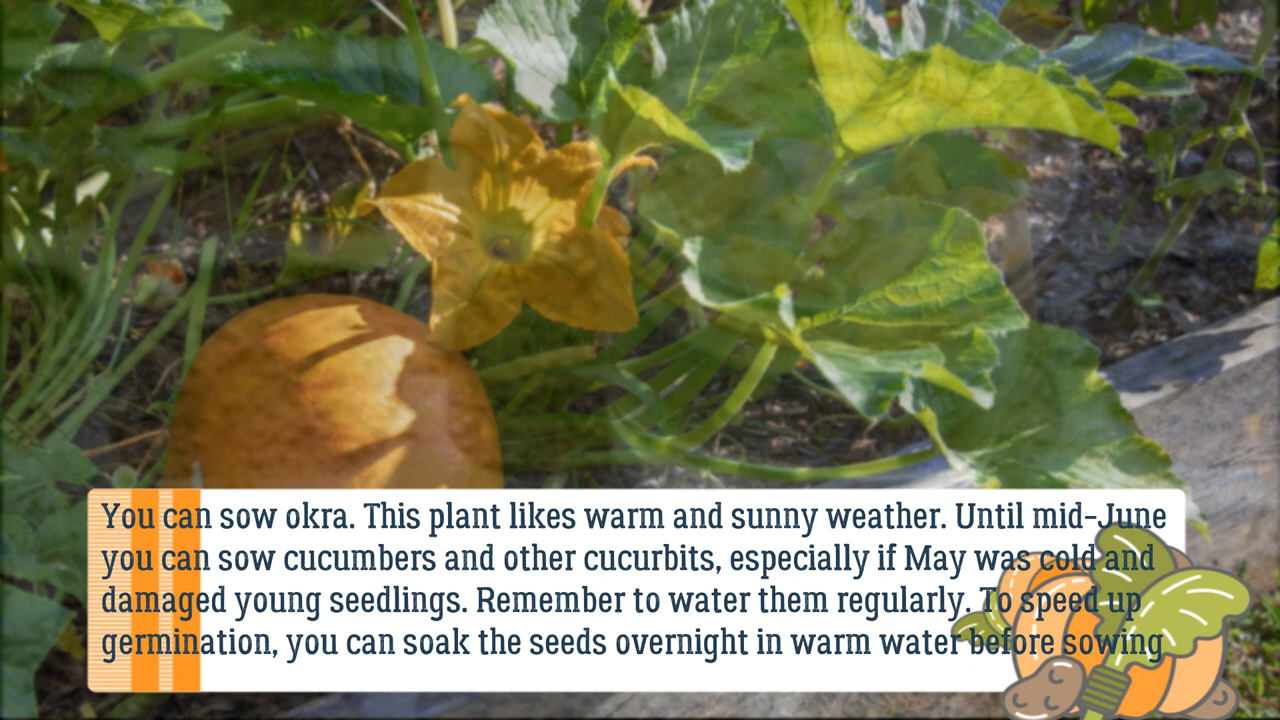 You can sow okra. This plant likes warm and sunny weather. Until mid-June
you can sow cucumbers and other cucurbits, especially if May was cold and
damaged young seedlings. Remember to water them regularly. To speed up
germination, you can soak the seeds overnight in warm water before sowing